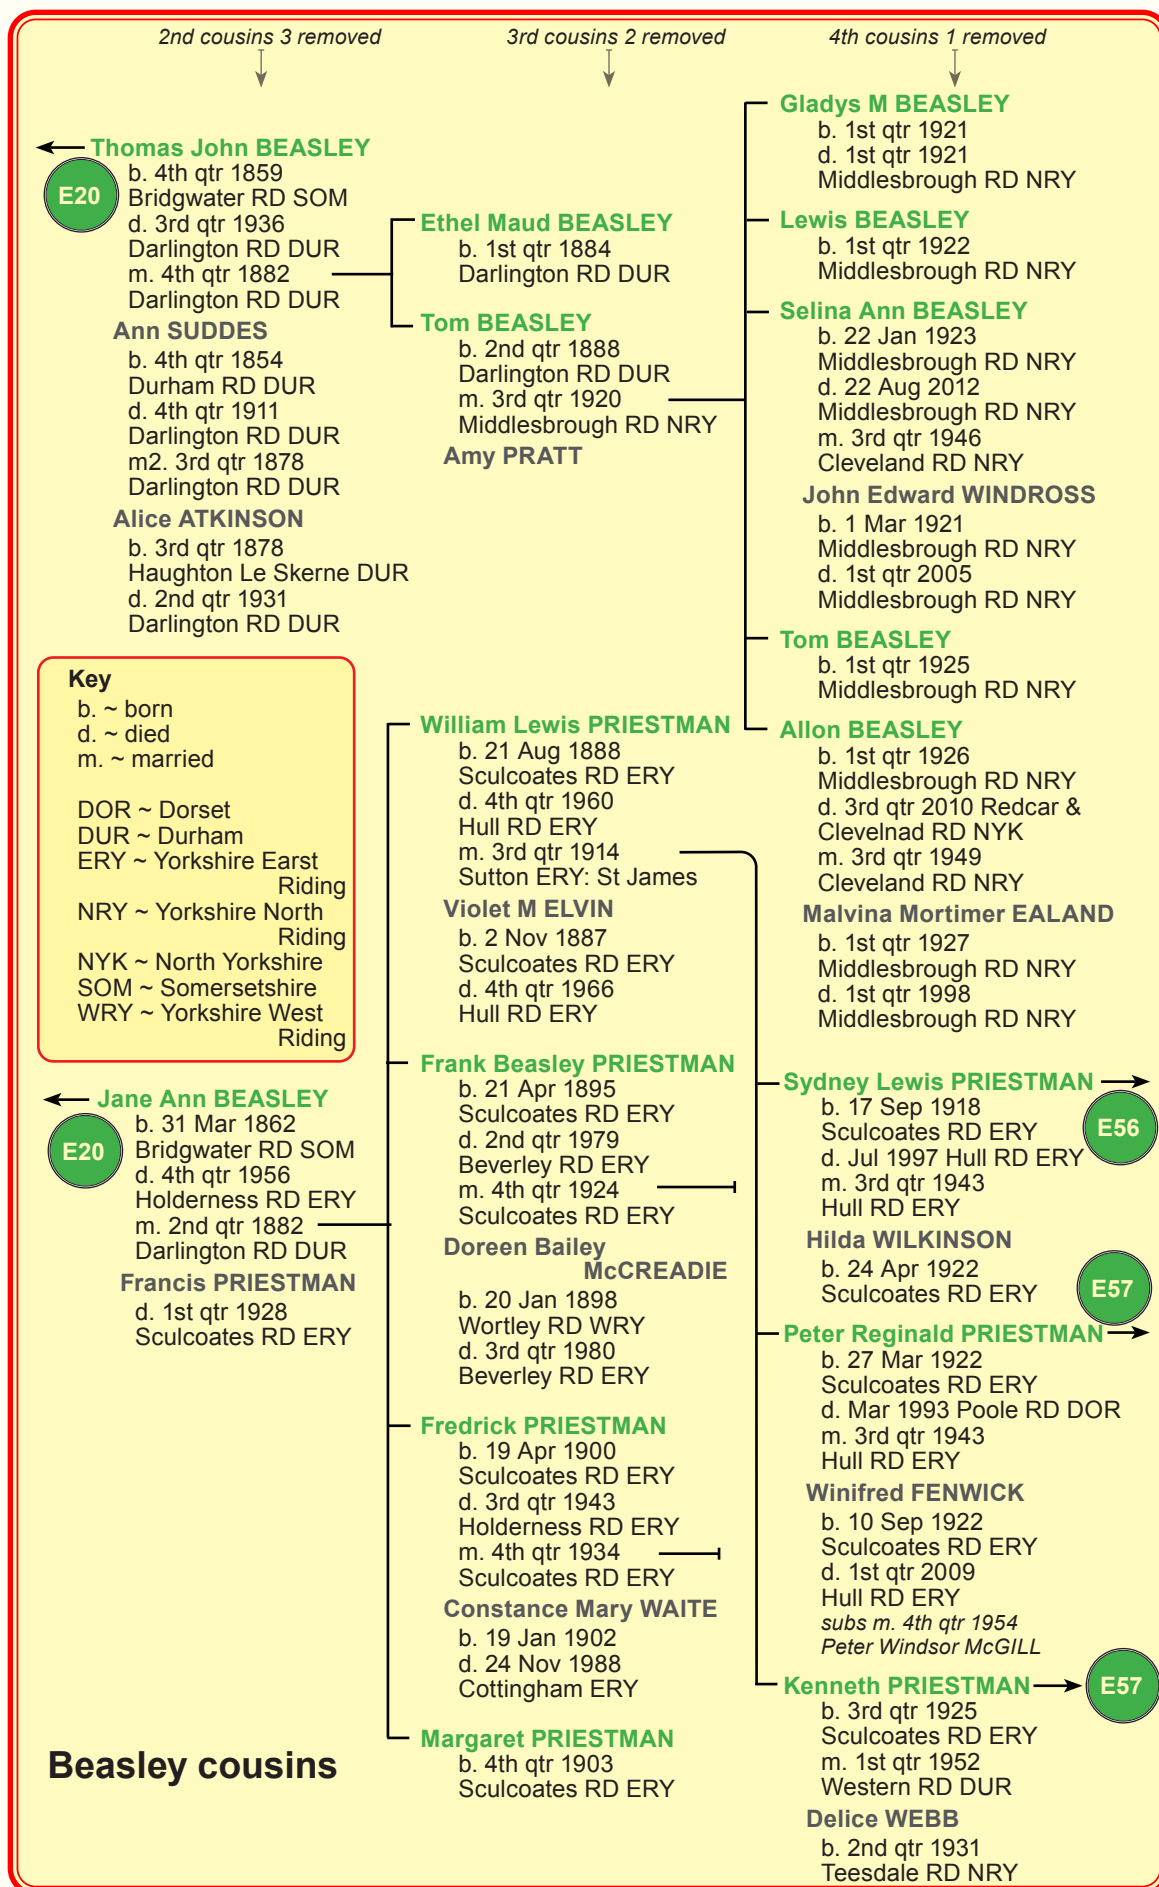 2nd cousins 3 removed
3rd cousins 2 removed
4th cousins 1 removed
Thomas John BEASLEY
E20
b. 4th qtr 1859
Bridgwater RD SOM
d. 3rd qtr 1936
Darlington RD DUR
m. 4th qtr 1882
Darlington RD DUR
Ann SUDDES
b. 4th qtr 1854
Durham RD DUR
d. 4th qtr 1911
Darlington RD DUR
m2. 3rd qtr 1878
Darlington RD DUR
Alice ATKINSON
b. 3rd qtr 1878
Haughton Le Skerne DUR
d. 2nd qtr 1931
Darlington RD DUR
Key
b. ~ born
d. ~ died
m. ~ married
DOR ~ Dorset
DUR ~ Durham
ERY ~ Yorkshire Earst
Riding
NRY ~ Yorkshire North
Riding
NYK ~ North Yorkshire
SOM ~ Somersetshire
WRY ~ Yorkshire West
Riding
Jane Ann BEASLEY
E20
b. 31 Mar 1862
Bridgwater RD SOM
d. 4th qtr 1956
Holderness RD ERY
m. 2nd qtr 1882
Darlington RD DUR
Francis PRIESTMAN
d. 1st qtr 1928
Sculcoates RD ERY
Beasley cousins
Ethel Maud BEASLEY
b. 1st qtr 1884
Darlington RD DUR
Tom BEASLEY
b. 2nd qtr 1888
Darlington RD DUR
m. 3rd qtr 1920
Middlesbrough RD NRY
Amy PRATT
William Lewis PRIESTMAN
b. 21 Aug 1888
Sculcoates RD ERY
d. 4th qtr 1960
Hull RD ERY
m. 3rd qtr 1914
Sutton ERY: St James
Violet M ELVIN
b. 2 Nov 1887
Sculcoates RD ERY
d. 4th qtr 1966
Hull RD ERY
Frank Beasley PRIESTMAN
b. 21 Apr 1895
Sculcoates RD ERY
d. 2nd qtr 1979
Beverley RD ERY
m. 4th qtr 1924
Sculcoates RD ERY
Doreen Bailey
McCREADIE
b. 20 Jan 1898
Wortley RD WRY
d. 3rd qtr 1980
Beverley RD ERY
Fredrick PRIESTMAN
b. 19 Apr 1900
Sculcoates RD ERY
d. 3rd qtr 1943
Holderness RD ERY
m. 4th qtr 1934
Sculcoates RD ERY
Constance Mary WAITE
b. 19 Jan 1902
d. 24 Nov 1988
Cottingham ERY
Margaret PRIESTMAN
b. 4th qtr 1903
Sculcoates RD ERY
Gladys M BEASLEY
b. 1st qtr 1921
d. 1st qtr 1921
Middlesbrough RD NRY
Lewis BEASLEY
b. 1st qtr 1922
Middlesbrough RD NRY
Selina Ann BEASLEY
b. 22 Jan 1923
Middlesbrough RD NRY
d. 22 Aug 2012
Middlesbrough RD NRY
m. 3rd qtr 1946
Cleveland RD NRY
John Edward WINDROSS
b. 1 Mar 1921
Middlesbrough RD NRY
d. 1st qtr 2005
Middlesbrough RD NRY
Tom BEASLEY
b. 1st qtr 1925
Middlesbrough RD NRY
Allon BEASLEY
b. 1st qtr 1926
Middlesbrough RD NRY
d. 3rd qtr 2010 Redcar &
Clevelnad RD NYK
m. 3rd qtr 1949
Cleveland RD NRY
Malvina Mortimer EALAND
b. 1st qtr 1927
Middlesbrough RD NRY
d. 1st qtr 1998
Middlesbrough RD NRY
Sydney Lewis PRIESTMAN
E56
b. 17 Sep 1918
Sculcoates RD ERY
d. Jul 1997 Hull RD ERY
m. 3rd qtr 1943
Hull RD ERY
Hilda WILKINSON
b. 24 Apr 1922
Sculcoates RD ERY
E57
Peter Reginald PRIESTMAN
b. 27 Mar 1922
Sculcoates RD ERY
d. Mar 1993 Poole RD DOR
m. 3rd qtr 1943
Hull RD ERY
Winifred FENWICK
b. 10 Sep 1922
Sculcoates RD ERY
d. 1st qtr 2009
Hull RD ERY
subs m. 4th qtr 1954
Peter Windsor McGILL
Kenneth PRIESTMAN
E57
b. 3rd qtr 1925
Sculcoates RD ERY
m. 1st qtr 1952
Western RD DUR
Delice WEBB
b. 2nd qtr 1931
Teesdale RD NRY